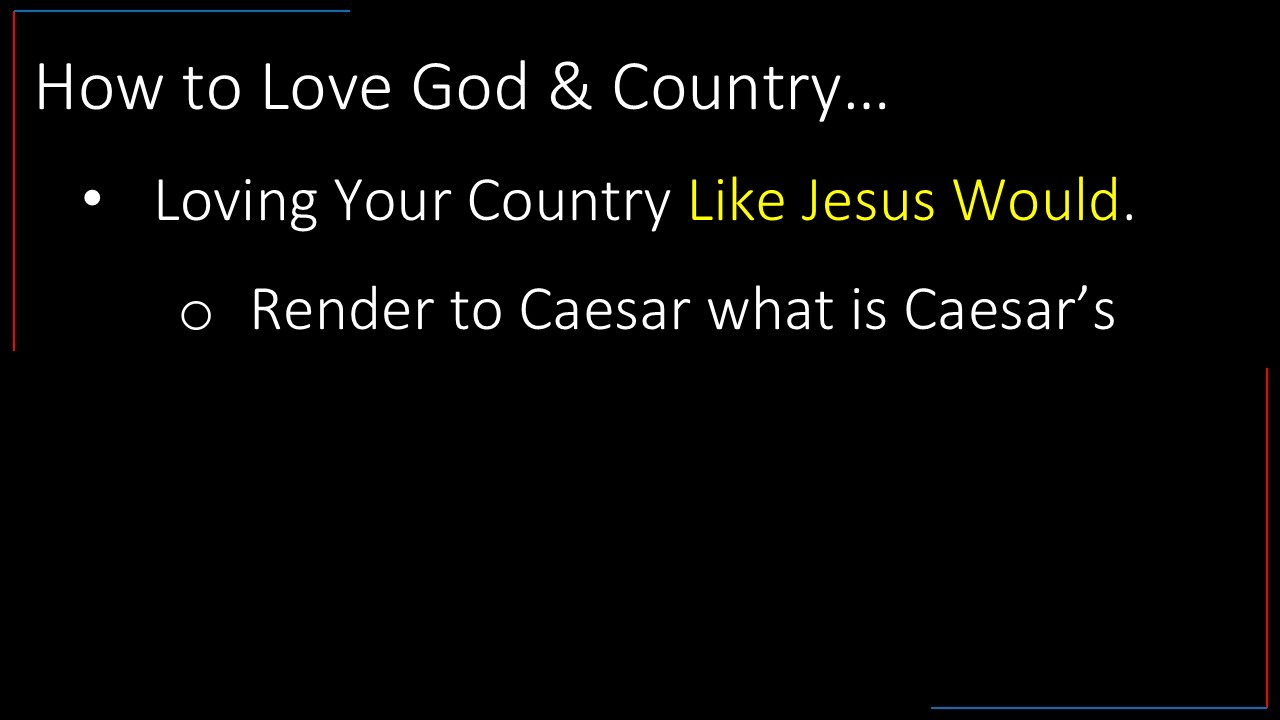 How to Love God & Country…
• Loving Your Country Like Jesus Would.
o Render to Caesar what is Caesar’s